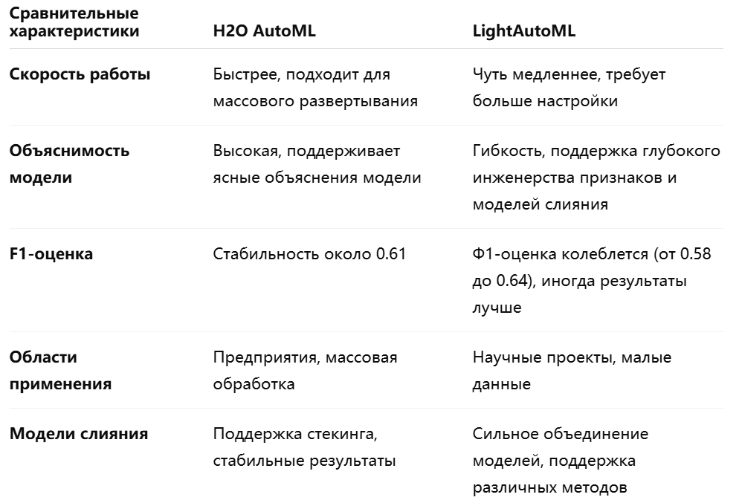 Сравнительные
характеристики
H2O AutoML
LightAutoML
Скорость работы
Быстрее, подходит для
массового развертывания
Чуть медленнее, требует
больше настройки
Объяснимость
модели
Высокая, поддерживает
ясные объяснения модели
Гибкость, поддержка глубокого
инженерства признаков и
моделей слияния
F1-оценка
Стабильность около 0.61
Ф1-оценка колеблется (от 0.58
до 0.64), иногда результаты
лучше
Области
применения
Предприятия, массовая
обработка
Научные проекты, малые
данные
Модели слияния
Поддержка стекинга,
стабильные результаты
Сильное объединение
моделей, поддержка
различных методов